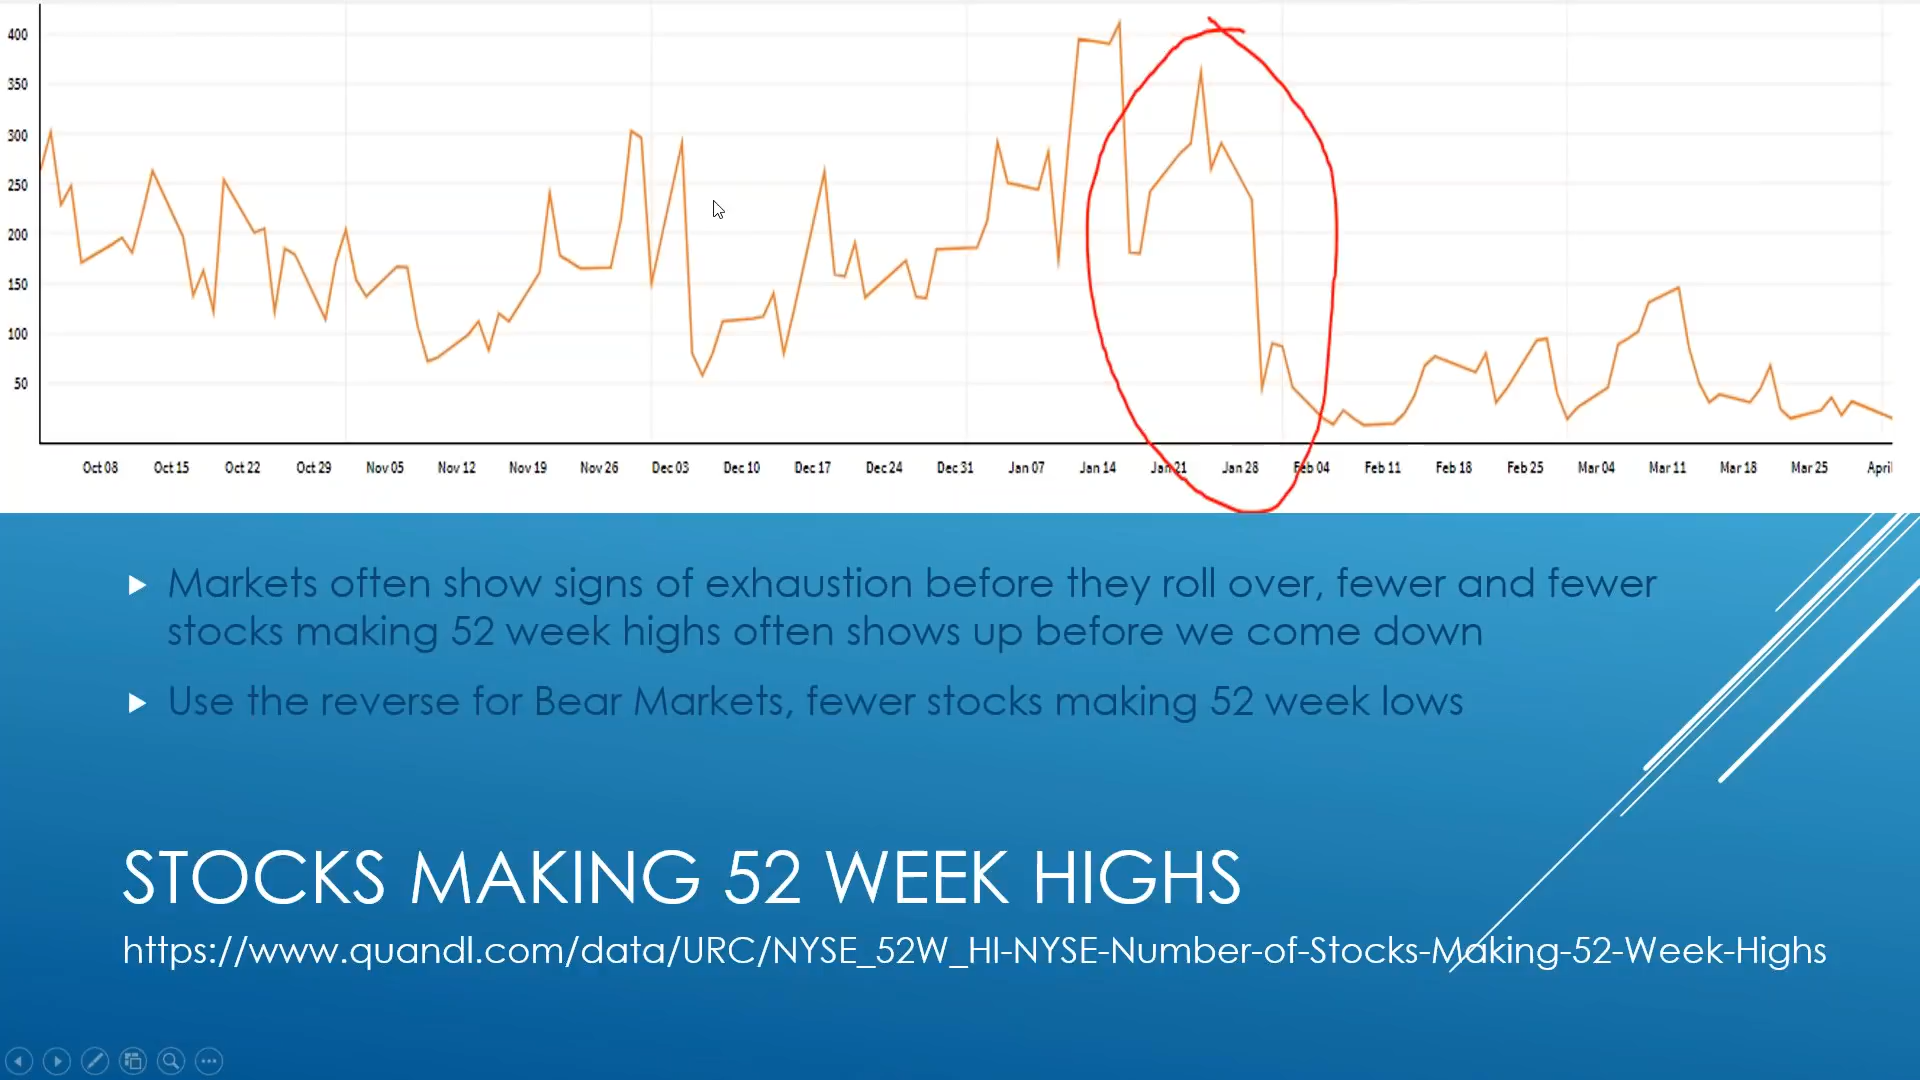 400
350
300
250
200
150
100
50
Oct 08 Oct 15 Oct 22 Oct 29 Nov 05 Nov 12 Nov 19 Nov 26 Dec 03 Dec 10 Dec 17 Dec 24 Dec 31 Jan 07 Jan 14 Jan 21 Jan 28 Feb 04 Feb 11 Feb 18 Feb 25 Mar 04 Mar 11 Mar 18 Mar 25 April
Markets often show signs of exhaustion before they roll over, fewer and fewer
stocks making 52 week highs often shows up before we come down
Use the reverse for Bear Markets, fewer stocks making 52 week lows
STOCKS MAKING 52 WEEK HIGHS
https://www.quandl.com/data/URC/NYSE_52W_HI-NYSE-Number-of-Stocks-Making-52-Week-Highs